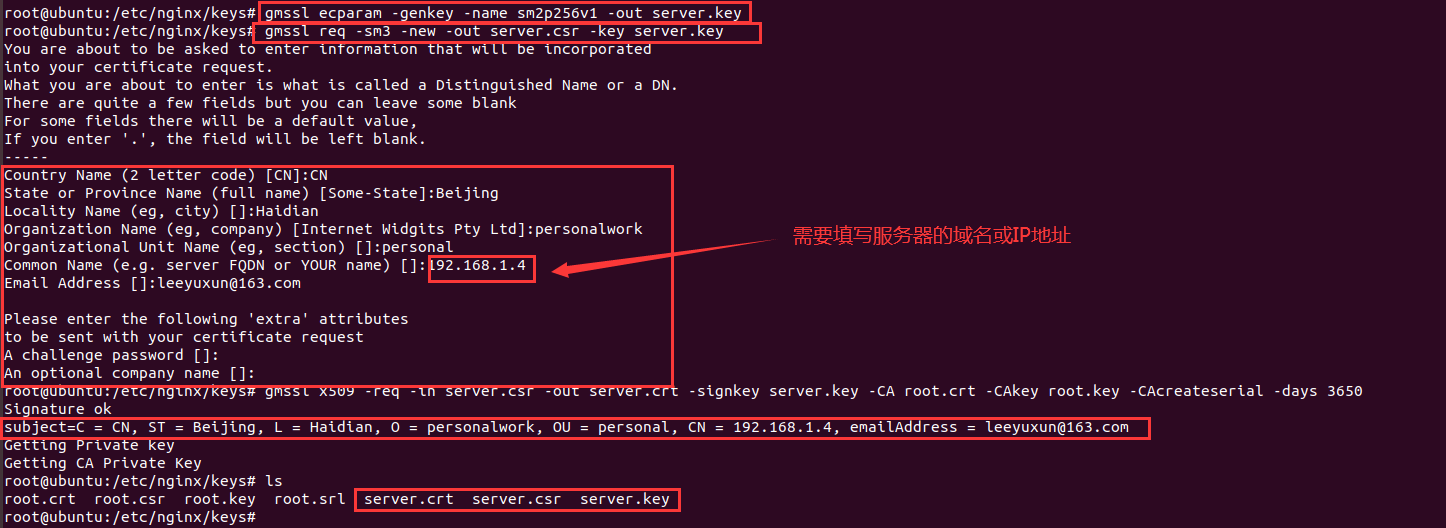 root@ubuntu:/etc/nginx/keys# gmssl ecparam -genkey -name sm2p256v1 -out server.key
root@ubuntu:/etc/nginx/keys# gmssl req -sm3 -new -out server.csr -key server.key
You are about to be asked to enter information that will be incorporated
into your certificate request.
What you are about to enter is what is called a Distinguished Name or a DN.
There are quite a few fields but you can leave some blank
For some fields there will be a default value,
If you enter '.', the field will be left blank.
-----
Country Name (2 letter code) [CN]:CN
State or Province Name (full name) [Some-State]:Beijing
Locality Name (eg, city) []:Haidian
Organization Name (eg, company) [Internet Widgits Pty Ltd]:personalwork
Organizational Unit Name (eg, section) []:personal
需要填写服务器的域名或IP地址
Common Name (e.g. server FQDN or YOUR name) []:192.168.1.4
Email Address []:leeyuxun@163.com
Please enter the following 'extra' attributes
to be sent with your certificate request
A challenge password []:
An optional company name []:
root@ubuntu:/etc/nginx/keys# gmssl x509 -req -in server.csr -out server.crt -signkey server.key -CA root.crt -CAkey root.key -CAcreateserial -days 3650
Signature ok
subject=C = CN, ST = Beijing, L = Haidian, O = personalwork, OU = personal, CN = 192.168.1.4, emailAddress = leeyuxun@163.com
Getting Private key
Getting CA Private Key
root@ubuntu:/etc/nginx/keys# ls
root.crt  root.csr  root.key  root.srl  server.crt  server.csr  server.key
root@ubuntu:/etc/nginx/keys#